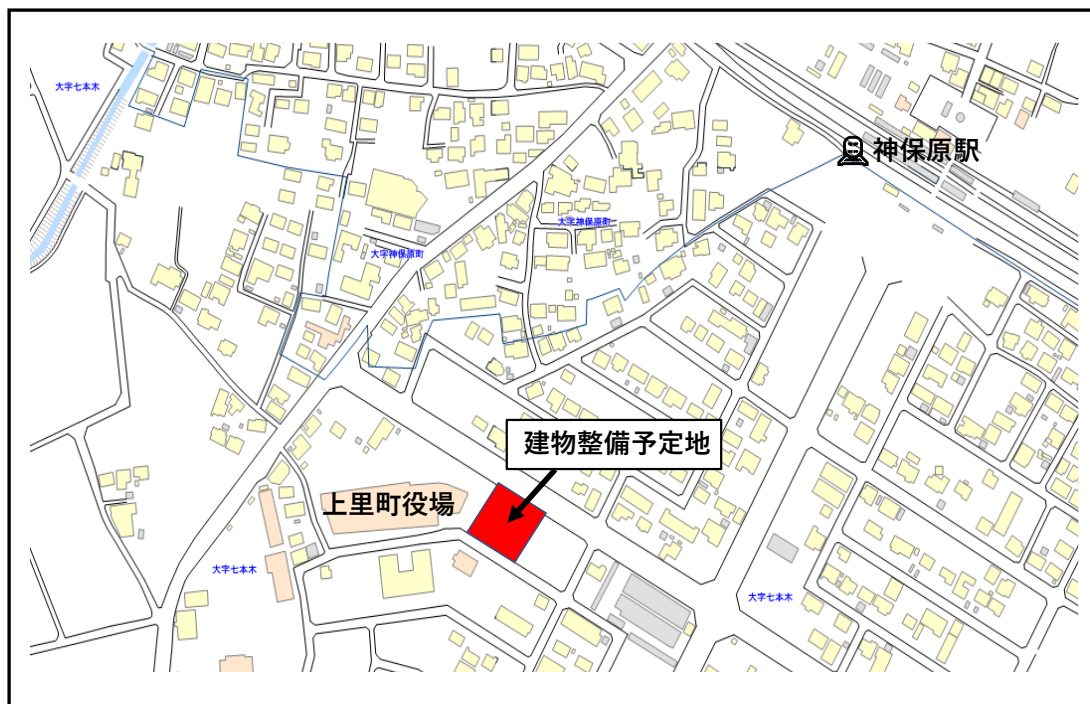 大字七本木
神保原駅
大字神保原町
大字神保原町
建物整備予定地
上里町役場
大字七本木
大字七本木